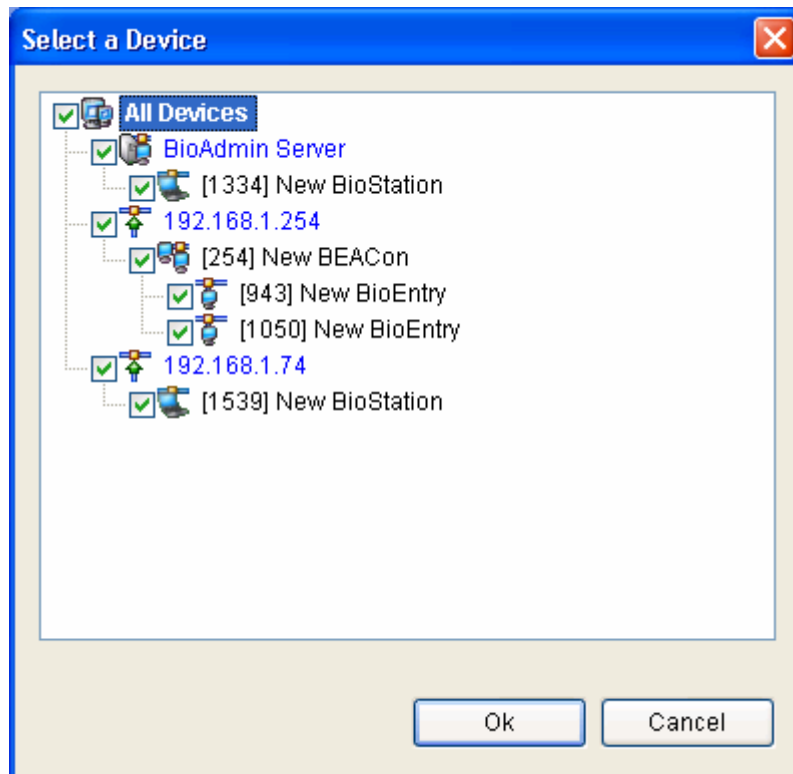 Select a Device
All Devices
BioAdmin Server
[1334] New BioStation
192.168.1.254
[254] New BEACon
[943] New BioEntry
[1050] New BioEntry
192.168.1.74
[1539] New BioStation
Ok Cancel